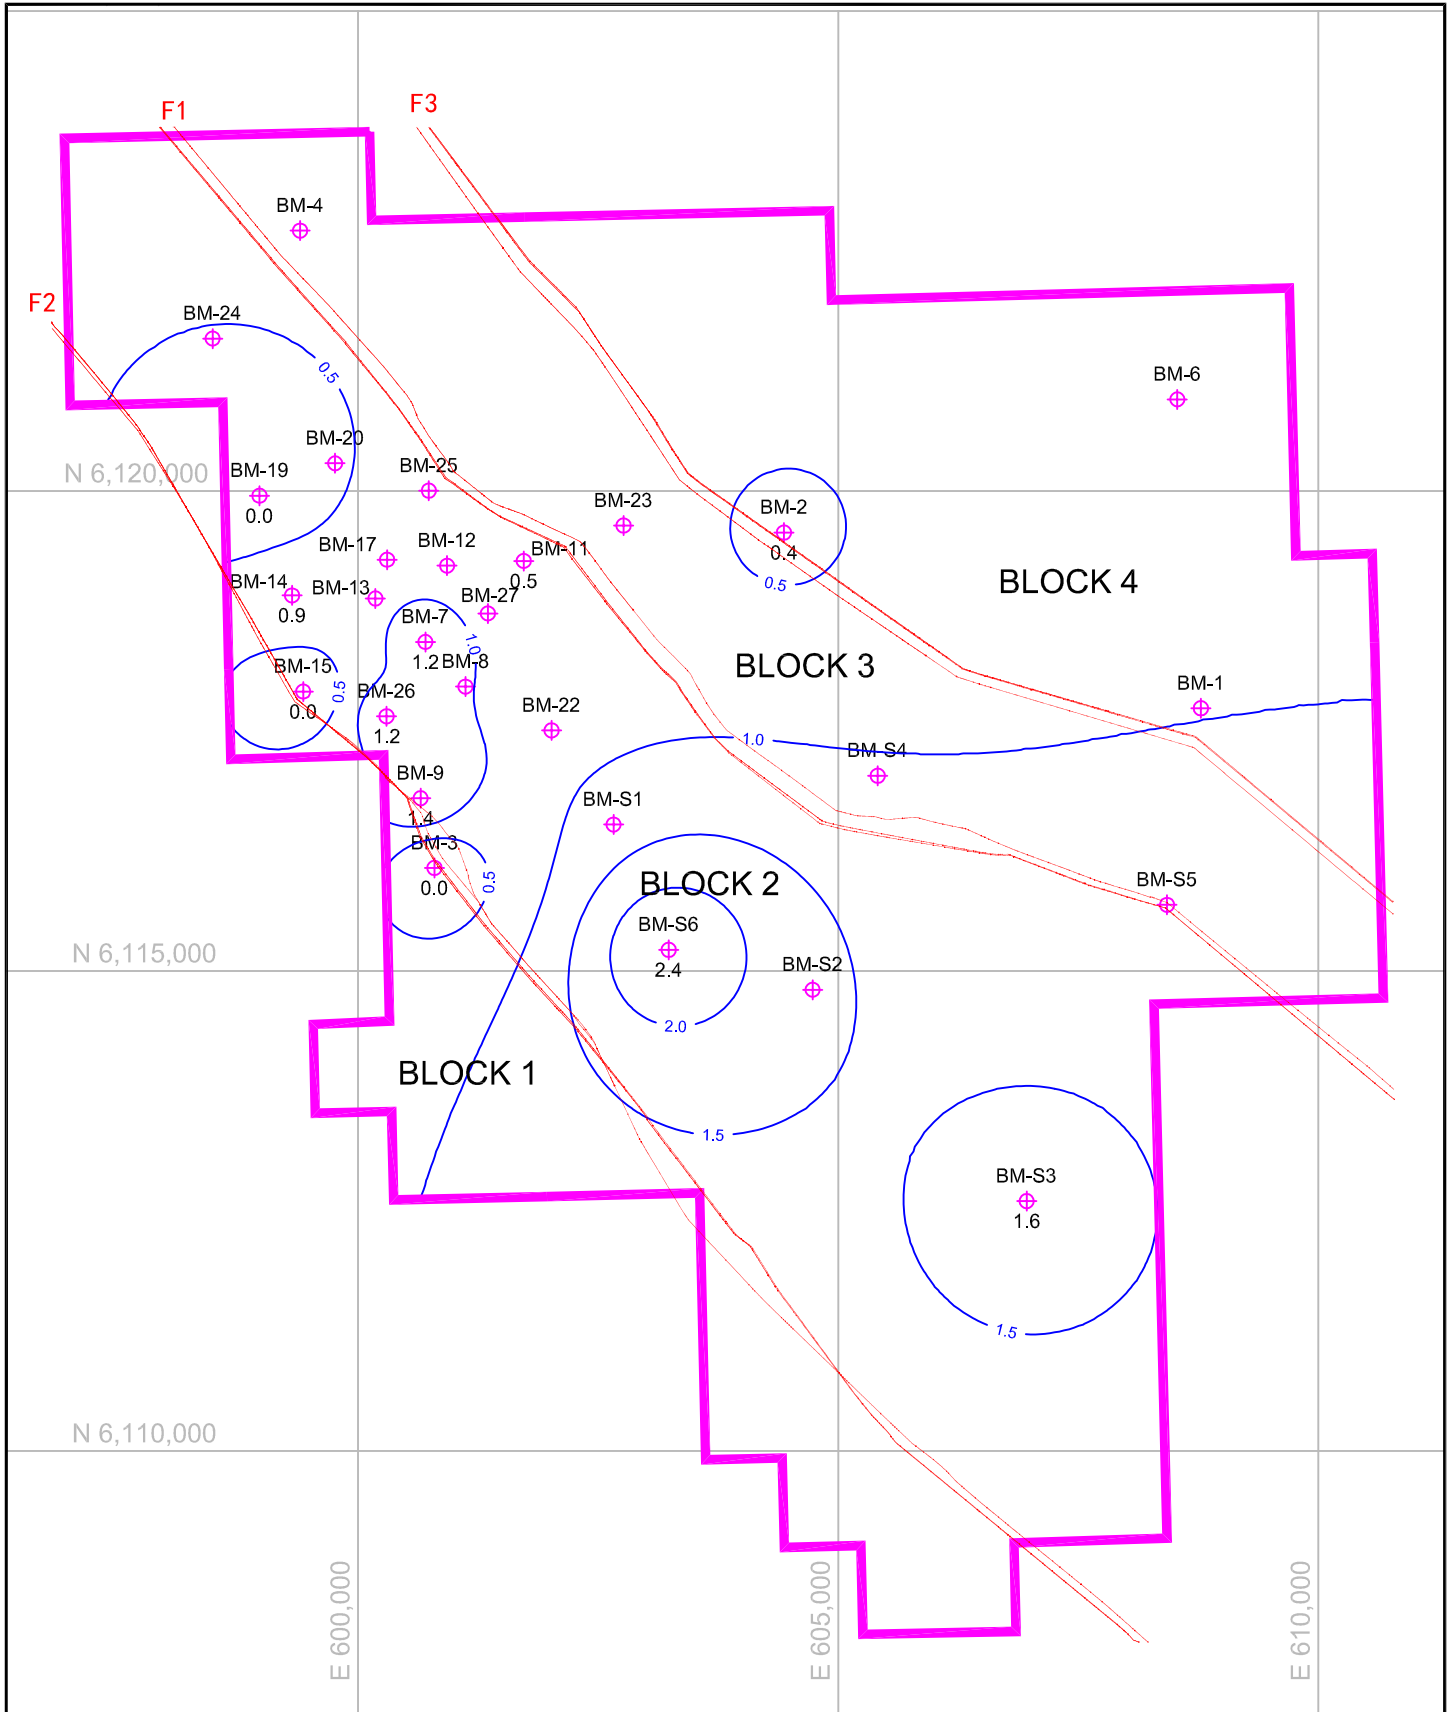 F1
F3
BM-4
F2
BM-24
0.5
BM-6
BM-20
N 6,120,000
BM-19
0.0
BM-25
BM-23
BM-2
0.4
0.5
BM-17
BM-12
BM-11
0.5
BLOCK 4
BM-14
0.9
BM-13
BM-27
BM-7
1.2
1.0
BM-8
BLOCK 3
BM-15
0.0
0.5
BM-26
1.2
BM-22
BM-1
1.0
BM-S4
BM-9
1.4
BM-S1
BM-3
0.0
0.5
BLOCK 2
BM-S5
BM-S6
2.4
N 6,115,000
BM-S2
2.0
BLOCK 1
1.5
BM-S3
1.6
1.5
N 6,110,000
E 600,000
E 605,000
E 610,000